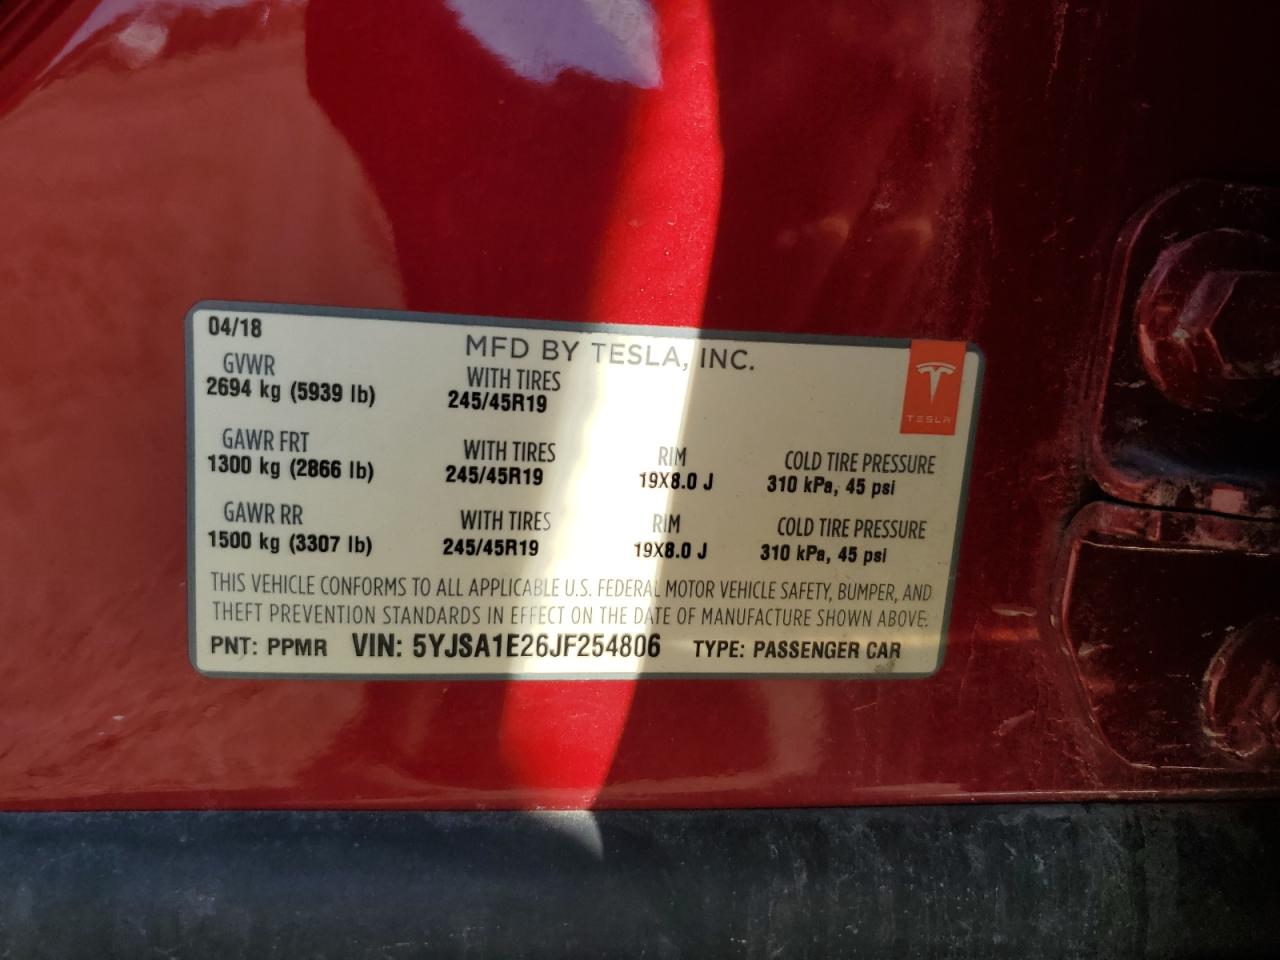 04/18
MFD BY TESLA, INC.
GVWR WITH TIRES
2694 kg (5939 lb) 245/45R19
TESLA
GAWR FRT WITH TIRES RIM COLD TIRE PRESSURE
1300 kg (2866 lb) 245/45R19 19X8.0 J 310 kPa, 45 psi
GAWR RR WITH TIRES RIM COLD TIRE PRESSURE
1500 kg (3307 lb) 245/45R19 19X8.0 J 310 kPa, 45 psi
THIS VEHICLE CONFORMS TO ALL APPLICABLE U.S. FEDERAL MOTOR VEHICLE SAFETY, BUMPER, AND
THEFT PREVENTION STANDARDS IN EFFECT ON THE DATE OF MANUFACTURE SHOWN ABOVE.
PNT: PPMR VIN: 5YJSA1E26JF254806 TYPE: PASSENGER CAR